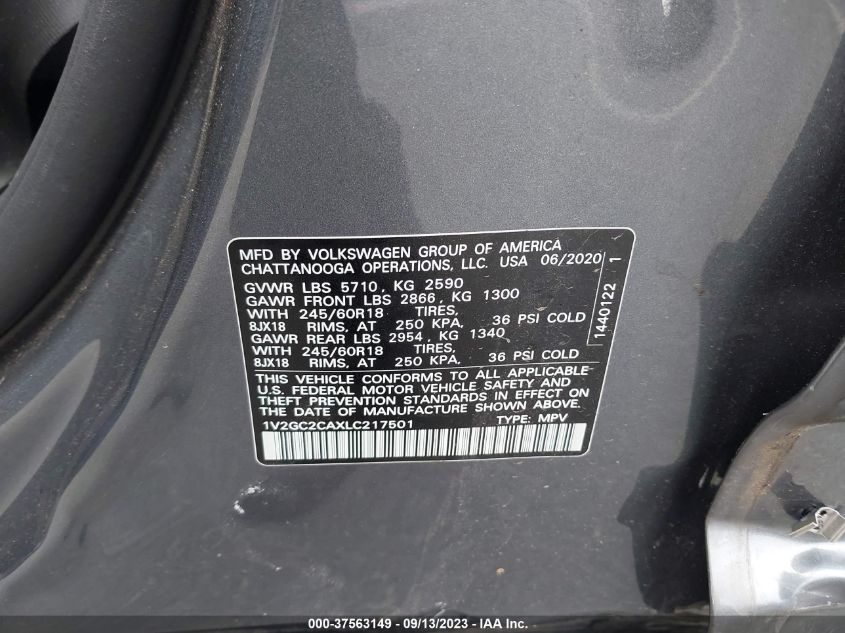 MFD BY VOLKSWAGEN GROUP OF AMERICA
CHATTANOOGA OPERATIONS, LLC. USA 06/2020
GVWR LBS 5710, KG 2590
GAWR FRONT LBS 2866, KG 1300
WITH 245/60R18 TIRES,
8JX18 RIMS, AT 250 KPA, 36 PSI COLD
GAWR REAR LBS 2954, KG 1340
WITH 245/60R18 TIRES,
8JX18 RIMS, AT 250 KPA, 36 PSI COLD
THIS VEHICLE CONFORMS TO ALL APPLICABLE
U.S. FEDERAL MOTOR VEHICLE SAFETY AND
THEFT PREVENTION STANDARDS IN EFFECT ON
THE DATE OF MANUFACTURE SHOWN ABOVE.
1V2GC2CAXLC217501 TYPE: MPV
1440122 1
000-37563149 - 09/13/2023 - IAA Inc.